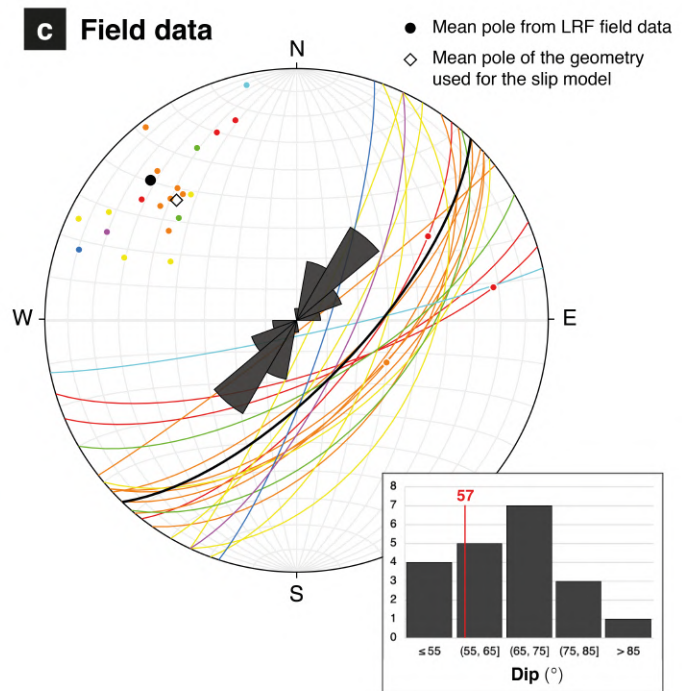 c Field data
Mean pole from LRF field data
Mean pole of the geometry
used for the slip model
N
W
E
S
8
7
6
5
4
3
2
1
0
57
≤ 55 (55, 65] (65, 75] (75, 85] > 85
Dip (°)